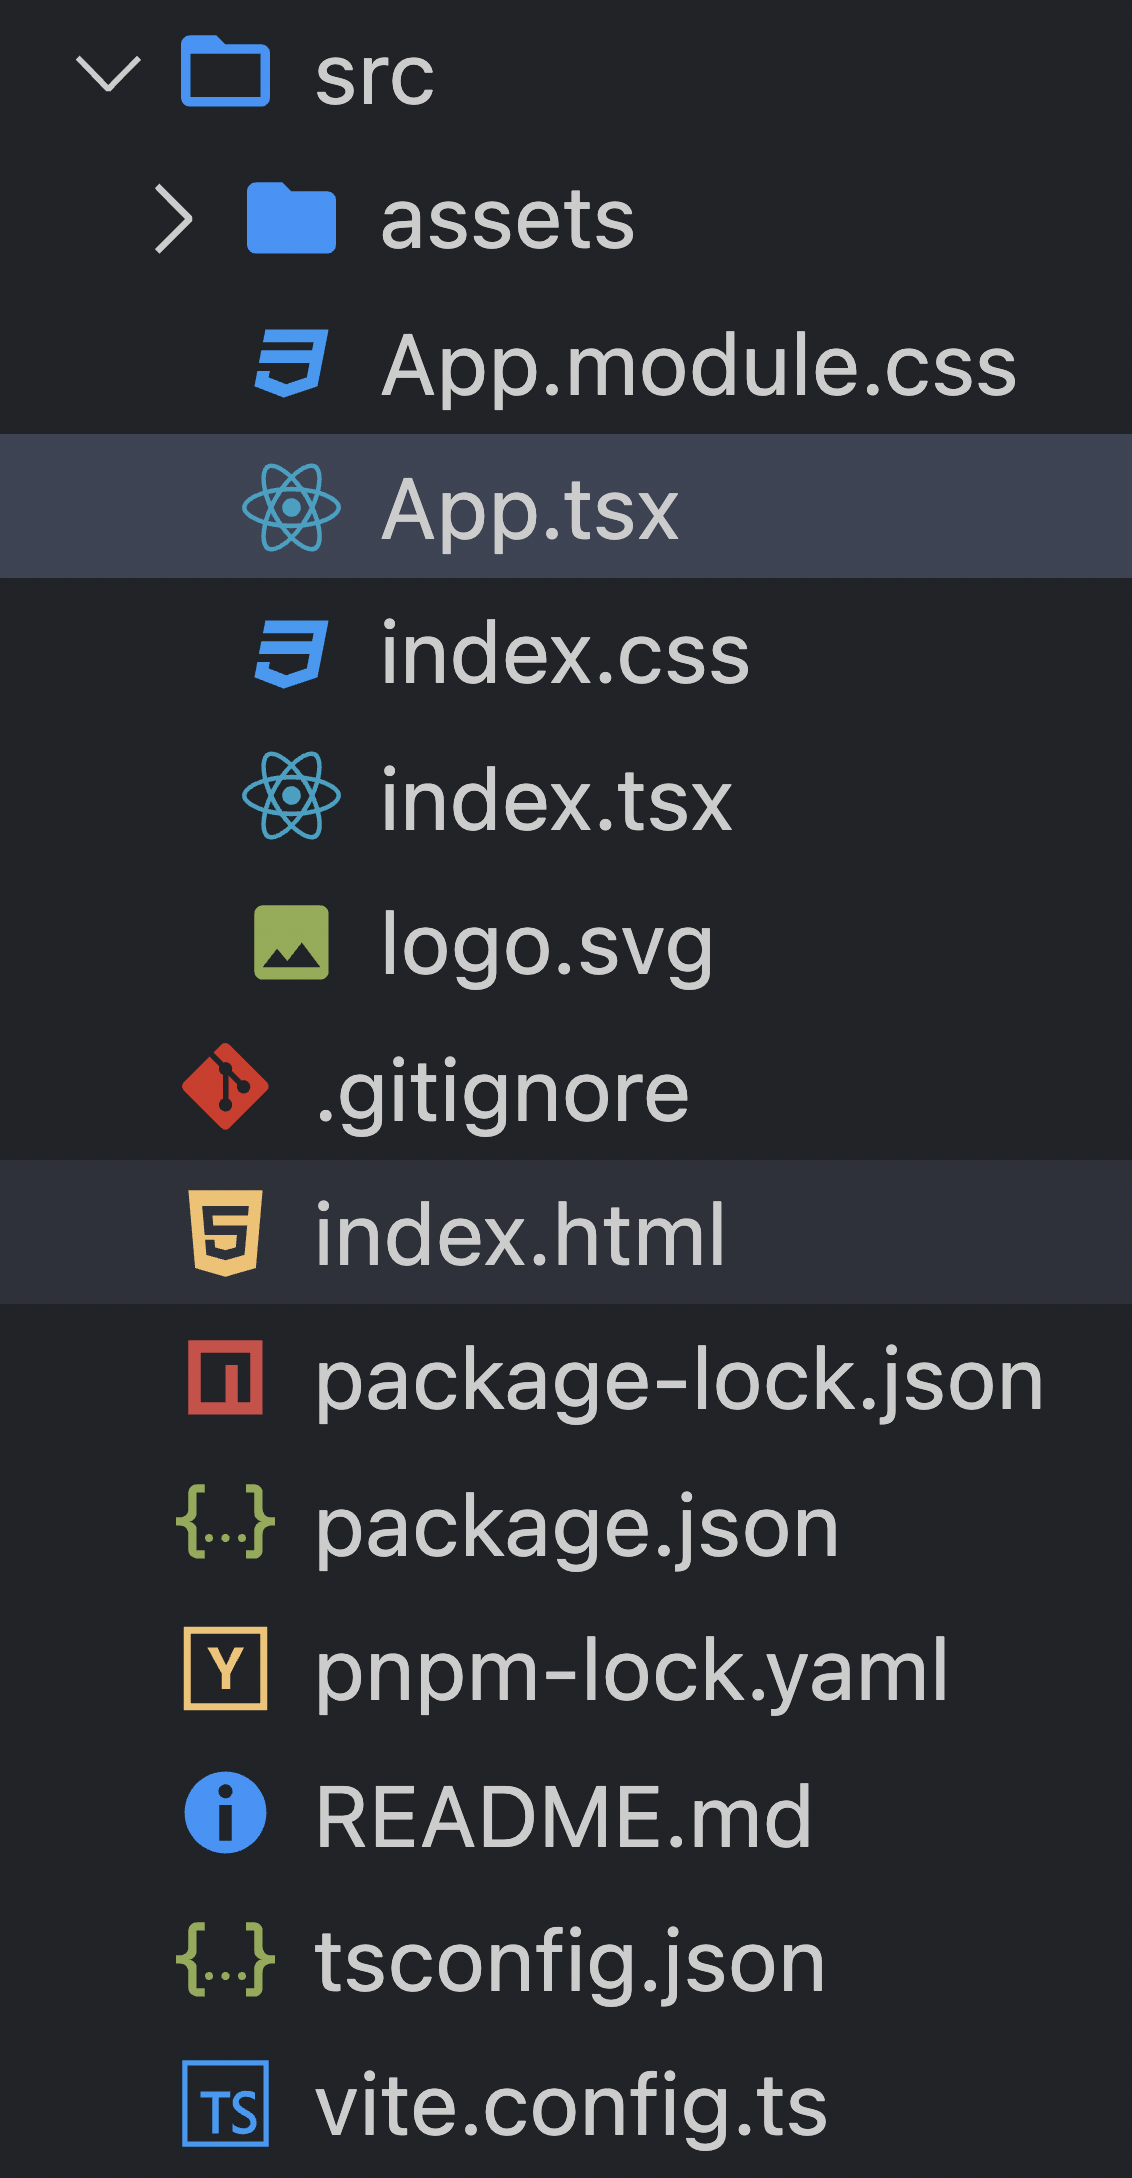 src
assets
App.module.css
App.tsx
index.css
index.tsx
logo.svg
.gitignore
index.html
package-lock.json
package.json
pnpm-lock.yaml
README.md
tsconfig.json
vite.config.ts